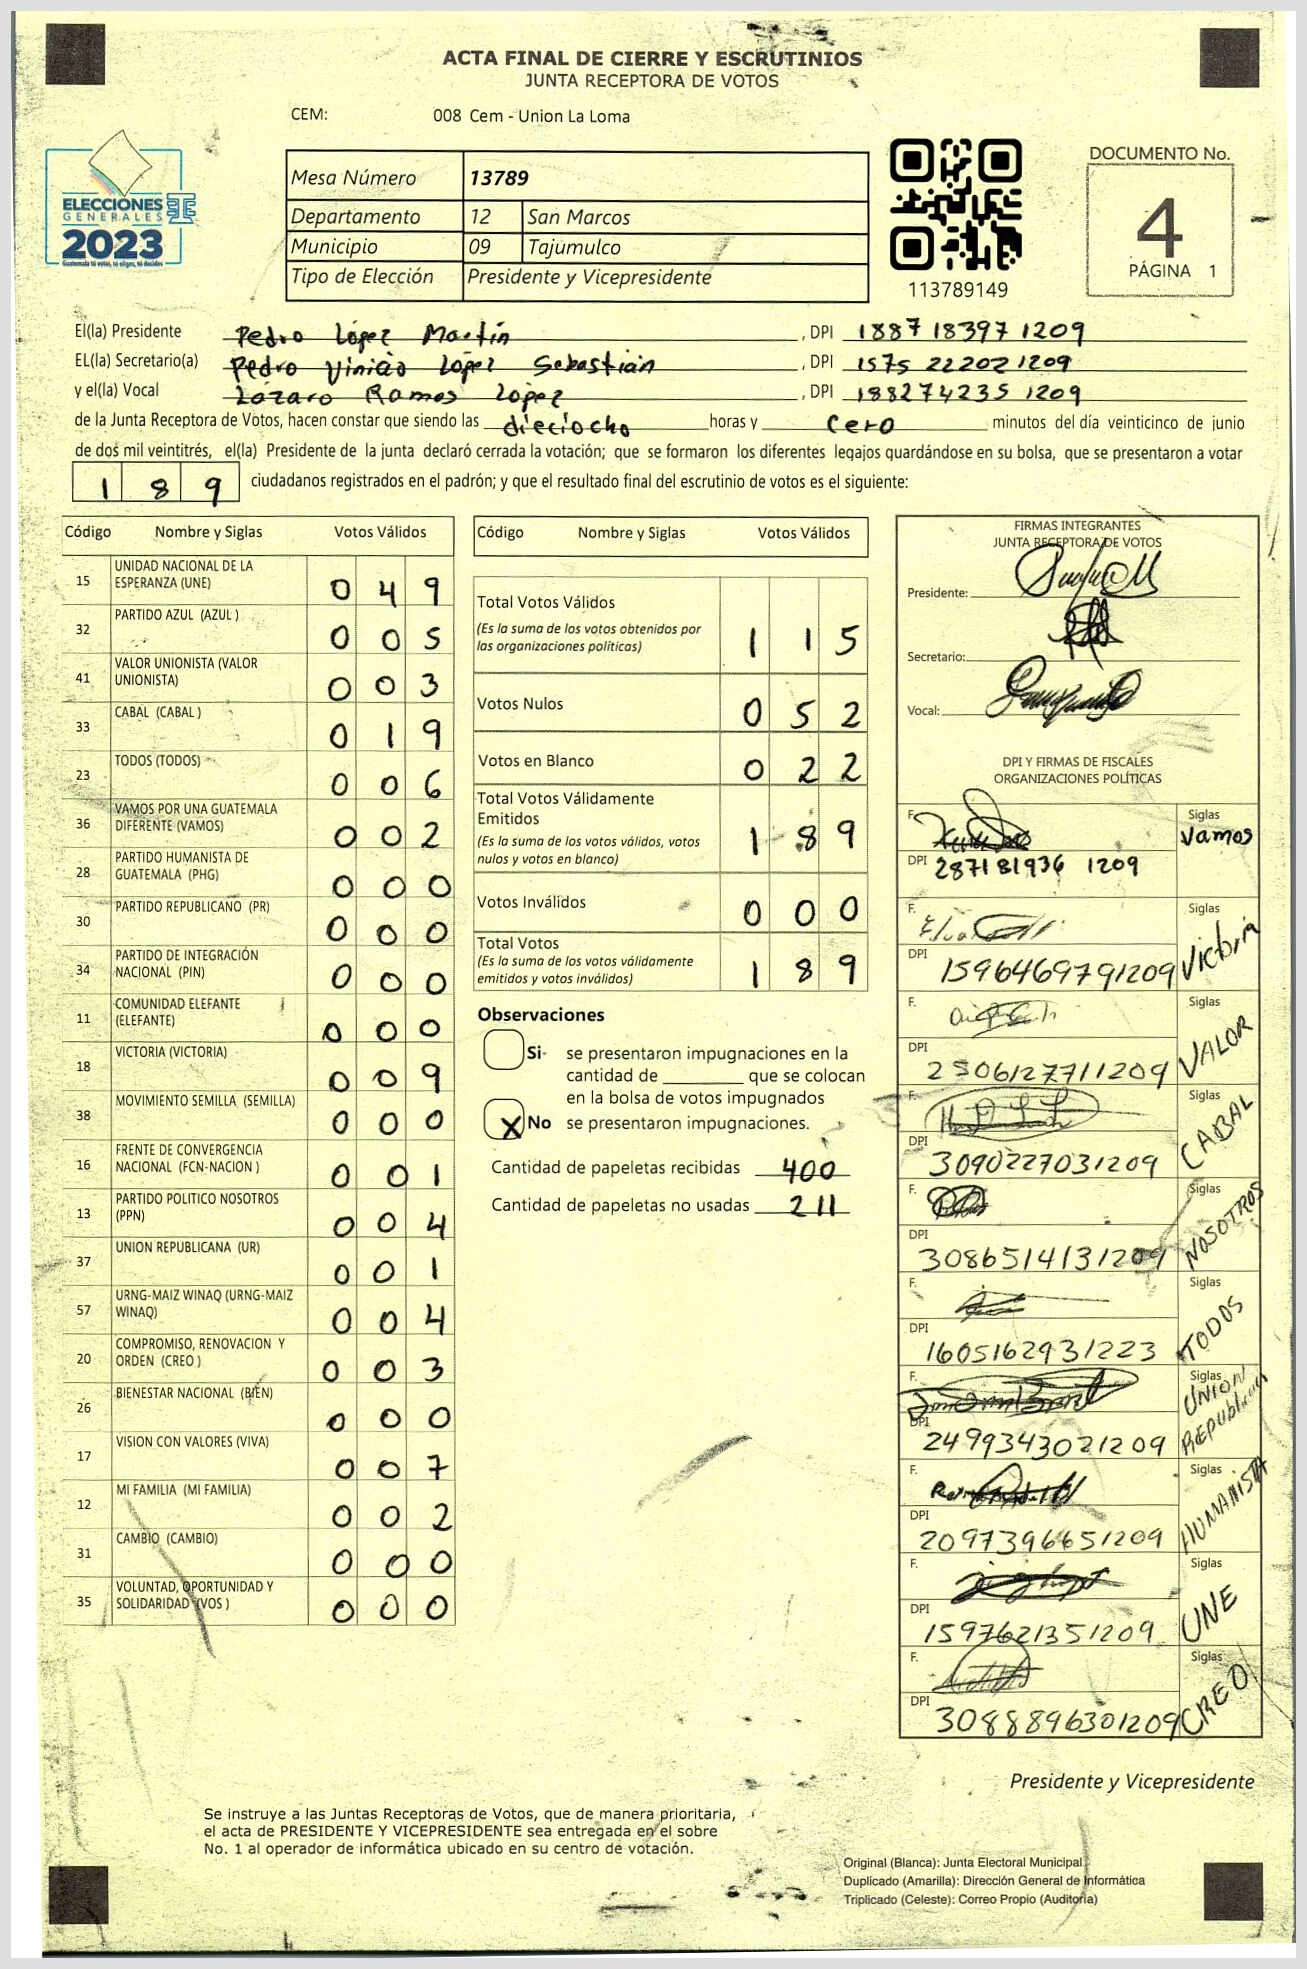 ACTA FINAL DE CIERRE Y ESCRUTINIOS
JUNTA RECEPTORA DE VOTOS
CEM: 008 Cem - Union La Loma
ELECCIONES
GENERALES
2023
Guatemala tú votas, tú eliges, tú decides
Mesa Número 13789
Departamento 12 San Marcos
Municipio 09 Tajumulco
Tipo de Elección Presidente y Vicepresidente
113789149
DOCUMENTO No.
4
PÁGINA 1
El(la) Presidente Pedro López Martín , DPI 1887 18397 1209
EL(la) Secretario(a) Pedro Vinicio López Sebastián , DPI 1575 22202 1209
y el(la) Vocal Lázaro Ramos López , DPI 188274235 1209
de la Junta Receptora de Votos, hacen constar que siendo las dieciocho horas y cero minutos del día veinticinco de junio
de dos mil veintitrés, el(la) Presidente de la junta declaró cerrada la votación; que se formaron los diferentes legajos guardándose en su bolsa, que se presentaron a votar
1 8 9 ciudadanos registrados en el padrón; y que el resultado final del escrutinio de votos es el siguiente:
Código Nombre y Siglas Votos Válidos
15 UNIDAD NACIONAL DE LA
ESPERANZA (UNE) 0 4 9
32 PARTIDO AZUL (AZUL ) 0 0 5
41 VALOR UNIONISTA (VALOR
UNIONISTA) 0 0 3
33 CABAL (CABAL ) 0 1 9
23 TODOS (TODOS) 0 0 6
36 VAMOS POR UNA GUATEMALA
DIFERENTE (VAMOS) 0 0 2
28 PARTIDO HUMANISTA DE
GUATEMALA (PHG) 0 0 0
30 PARTIDO REPUBLICANO (PR) 0 0 0
34 PARTIDO DE INTEGRACIÓN
NACIONAL (PIN) 0 0 0
11 COMUNIDAD ELEFANTE
(ELEFANTE) 0 0 0
18 VICTORIA (VICTORIA) 0 0 9
38 MOVIMIENTO SEMILLA (SEMILLA) 0 0 0
16 FRENTE DE CONVERGENCIA
NACIONAL (FCN-NACION ) 0 0 1
13 PARTIDO POLITICO NOSOTROS
(PPN) 0 0 4
37 UNION REPUBLICANA (UR) 0 0 1
57 URNG-MAIZ WINAQ (URNG-MAIZ
WINAQ) 0 0 4
20 COMPROMISO, RENOVACION Y
ORDEN (CREO ) 0 0 3
26 BIENESTAR NACIONAL (BIEN) 0 0 0
17 VISION CON VALORES (VIVA) 0 0 7
12 MI FAMILIA (MI FAMILIA) 0 0 2
31 CAMBIO (CAMBIO) 0 0 0
35 VOLUNTAD, OPORTUNIDAD Y
SOLIDARIDAD (VOS ) 0 0 0
Código Nombre y Siglas Votos Válidos
Total Votos Válidos
(Es la suma de los votos obtenidos por
las organizaciones políticas) 1 1 5
Votos Nulos 0 5 2
Votos en Blanco 0 2 2
Total Votos Válidamente
Emitidos
(Es la suma de los votos válidos, votos
nulos y votos en blanco) 1 8 9
Votos Inválidos 0 0 0
Total Votos
(Es la suma de los votos válidamente
emitidos y votos inválidos) 1 8 9
Observaciones
Si- se presentaron impugnaciones en la
cantidad de ________ que se colocan
en la bolsa de votos impugnados
X No se presentaron impugnaciones.
Cantidad de papeletas recibidas 400
Cantidad de papeletas no usadas 211
FIRMAS INTEGRANTES
JUNTA RECEPTORA DE VOTOS
Presidente:
Secretario:
Vocal:
DPI Y FIRMAS DE FISCALES
ORGANIZACIONES POLÍTICAS
F. Siglas Vamos
DPI 287181936 1209
F. Siglas Victoria
DPI 1596469791209
F. Siglas VALOR
DPI 2506127711209
F. Siglas CABAL
DPI 3090227031209
F. Siglas NOSOTROS
DPI 3086514131209
F. Siglas TODOS
DPI 1605162931223
F. Siglas UNION REPUBlicana
DPI 2499343021209
F. Siglas HUMANISTA
DPI 2097396651209
F. Siglas UNE
DPI 1597621351209
F. Siglas CREO
DPI 3088896301209
Presidente y Vicepresidente
Se instruye a las Juntas Receptoras de Votos, que de manera prioritaria,
el acta de PRESIDENTE Y VICEPRESIDENTE sea entregada en el sobre
No. 1 al operador de informática ubicado en su centro de votación.
Original (Blanca): Junta Electoral Municipal
Duplicado (Amarilla): Dirección General de Informática
Triplicado (Celeste): Correo Propio (Auditoría)